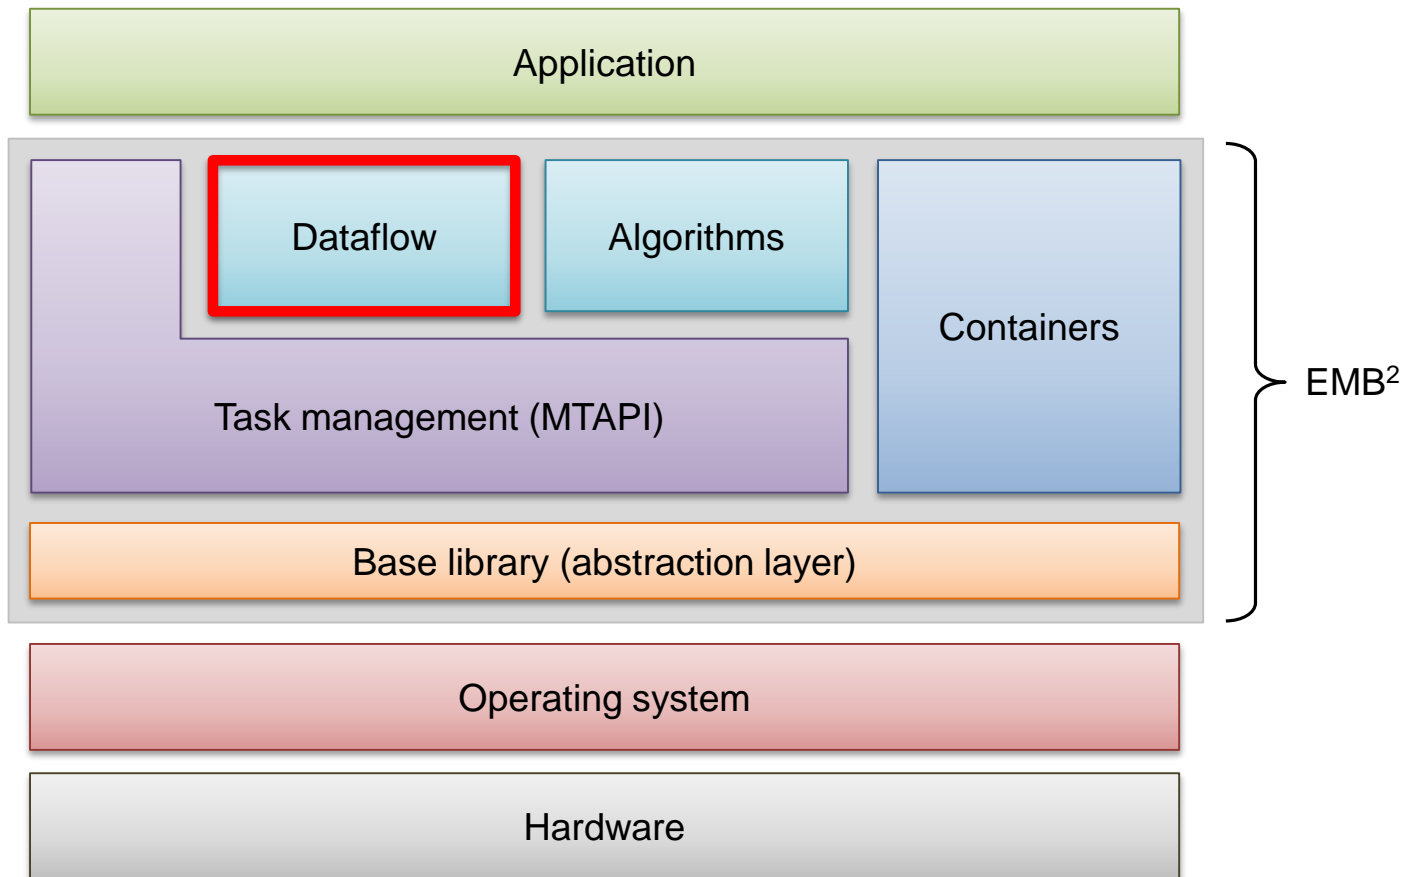 Application
Dataflow
Algorithms
Containers
EMB²
Task management (MTAPI)
Base library (abstraction layer)
Operating system
Hardware